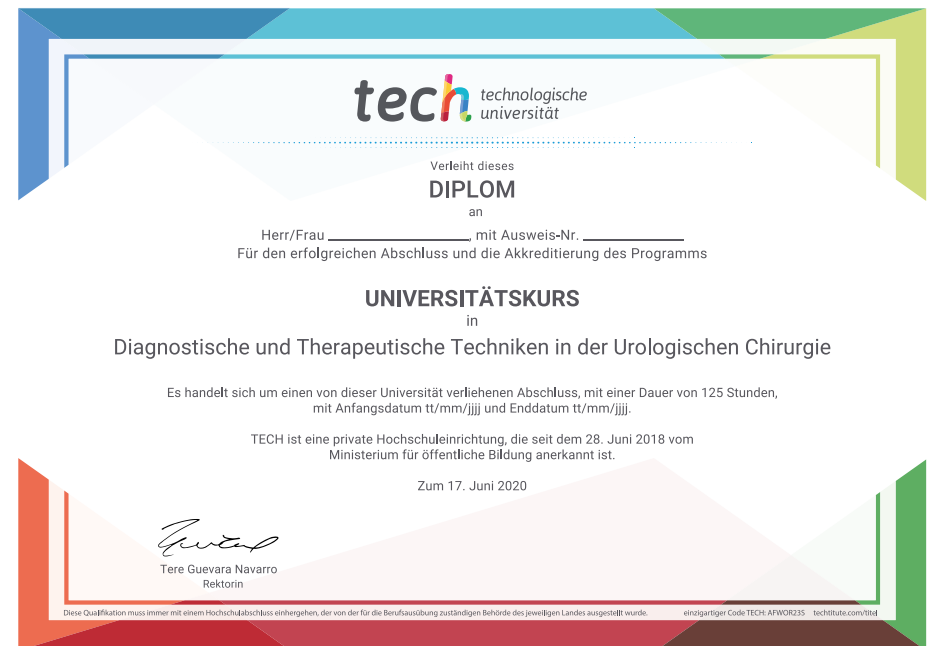 tech technologische
universität
Verleiht dieses
DIPLOM
an
Herr/Frau ____________________, mit Ausweis-Nr. ______________
Für den erfolgreichen Abschluss und die Akkreditierung des Programms
UNIVERSITÄTSKURS
in
Diagnostische und Therapeutische Techniken in der Urologischen Chirurgie
Es handelt sich um einen von dieser Universität verliehenen Abschluss, mit einer Dauer von 125 Stunden,
mit Anfangsdatum tt/mm/jjjj und Enddatum tt/mm/jjjj.
TECH ist eine private Hochschuleinrichtung, die seit dem 28. Juni 2018 vom
Ministerium für öffentliche Bildung anerkannt ist.
Zum 17. Juni 2020
Tere Guevara Navarro
Rektorin
Diese Qualifikation muss immer mit einem Hochschulabschluss einhergehen, der von der für die Berufsausübung zuständigen Behörde des jeweiligen Landes ausgestellt wurde. einzigartiger Code TECH: AFWOR235 techtitute.com/titel